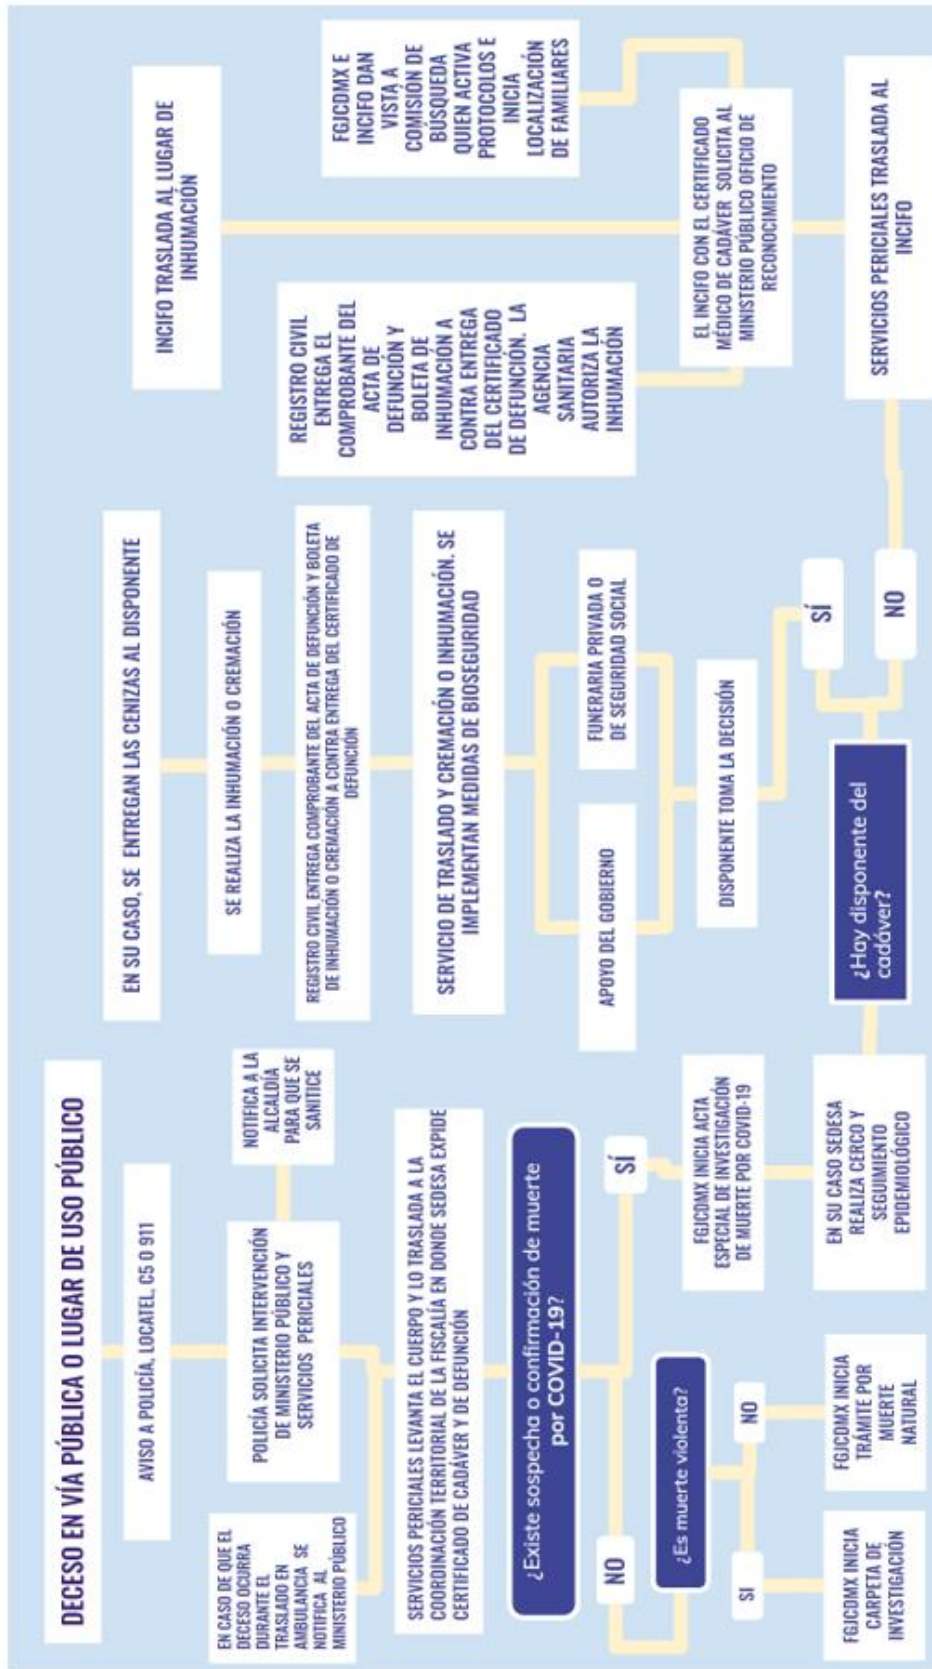 DECESO EN VÍA PÚBLICA O LUGAR DE USO PÚBLICO
AVISO A POLICÍA, LOCATEL, C5 O 911
POLICÍA SOLICITA INTERVENCIÓN
DE MINISTERIO PÚBLICO Y
SERVICIOS PERICIALES
NOTIFICA A LA
ALCALDÍA
PARA QUE SE
SANITICE
EN CASO DE QUE EL
DECESO OCURRA
DURANTE EL
TRASLADO EN
AMBULANCIA SE
NOTIFICA AL
MINISTERIO PÚBLICO
SERVICIOS PERICIALES LEVANTA EL CUERPO Y LO TRASLADA A LA
COORDINACIÓN TERRITORIAL DE LA FISCALÍA EN DONDE SEDESA EXPIDE
CERTIFICADO DE CADÁVER Y DE DEFUNCIÓN
¿Existe sospecha o confirmación de muerte
por COVID-19?
NO
SÍ
¿Es muerte violenta?
SI
NO
FGJCDMX INICIA
CARPETA DE
INVESTIGACIÓN
FGJCDMX INICIA
TRÁMITE POR
MUERTE
NATURAL
FGJCDMX INICIA ACTA
ESPECIAL DE INVESTIGACIÓN
DE MUERTE POR COVID-19
EN SU CASO SEDESA
REALIZA CERCO Y
SEGUIMIENTO
EPIDEMIOLÓGICO
¿Hay disponente del
cadáver?
SÍ
NO
DISPONENTE TOMA LA DECISIÓN
APOYO DEL GOBIERNO
FUNERARIA PRIVADA O
DE SEGURIDAD SOCIAL
SERVICIO DE TRASLADO Y CREMACIÓN O INHUMACIÓN. SE
IMPLEMENTAN MEDIDAS DE BIOSEGURIDAD
REGISTRO CIVIL ENTREGA COMPROBANTE DEL ACTA DE DEFUNCIÓN Y BOLETA
DE INHUMACIÓN O CREMACIÓN A CONTRA ENTREGA DEL CERTIFICADO DE
DEFUNCIÓN
SE REALIZA LA INHUMACIÓN O CREMACIÓN
EN SU CASO, SE ENTREGAN LAS CENIZAS AL DISPONENTE
SERVICIOS PERICIALES TRASLADA AL
INCIFO
EL INCIFO CON EL CERTIFICADO
MÉDICO DE CADÁVER SOLICITA AL
MINISTERIO PÚBLICO OFICIO DE
RECONOCIMIENTO
REGISTRO CIVIL
ENTREGA EL
COMPROBANTE DEL
ACTA DE
DEFUNCIÓN Y
BOLETA DE
INHUMACIÓN A
CONTRA ENTREGA
DEL CERTIFICADO
DE DEFUNCIÓN. LA
AGENCIA
SANITARIA
AUTORIZA LA
INHUMACIÓN
FGJCDMX E
INCIFO DAN
VISTA A
COMISIÓN DE
BÚSQUEDA
QUIEN ACTIVA
PROTOCOLOS E
INICIA
LOCALIZACIÓN
DE FAMILIARES
INCIFO TRASLADA AL LUGAR DE
INHUMACIÓN